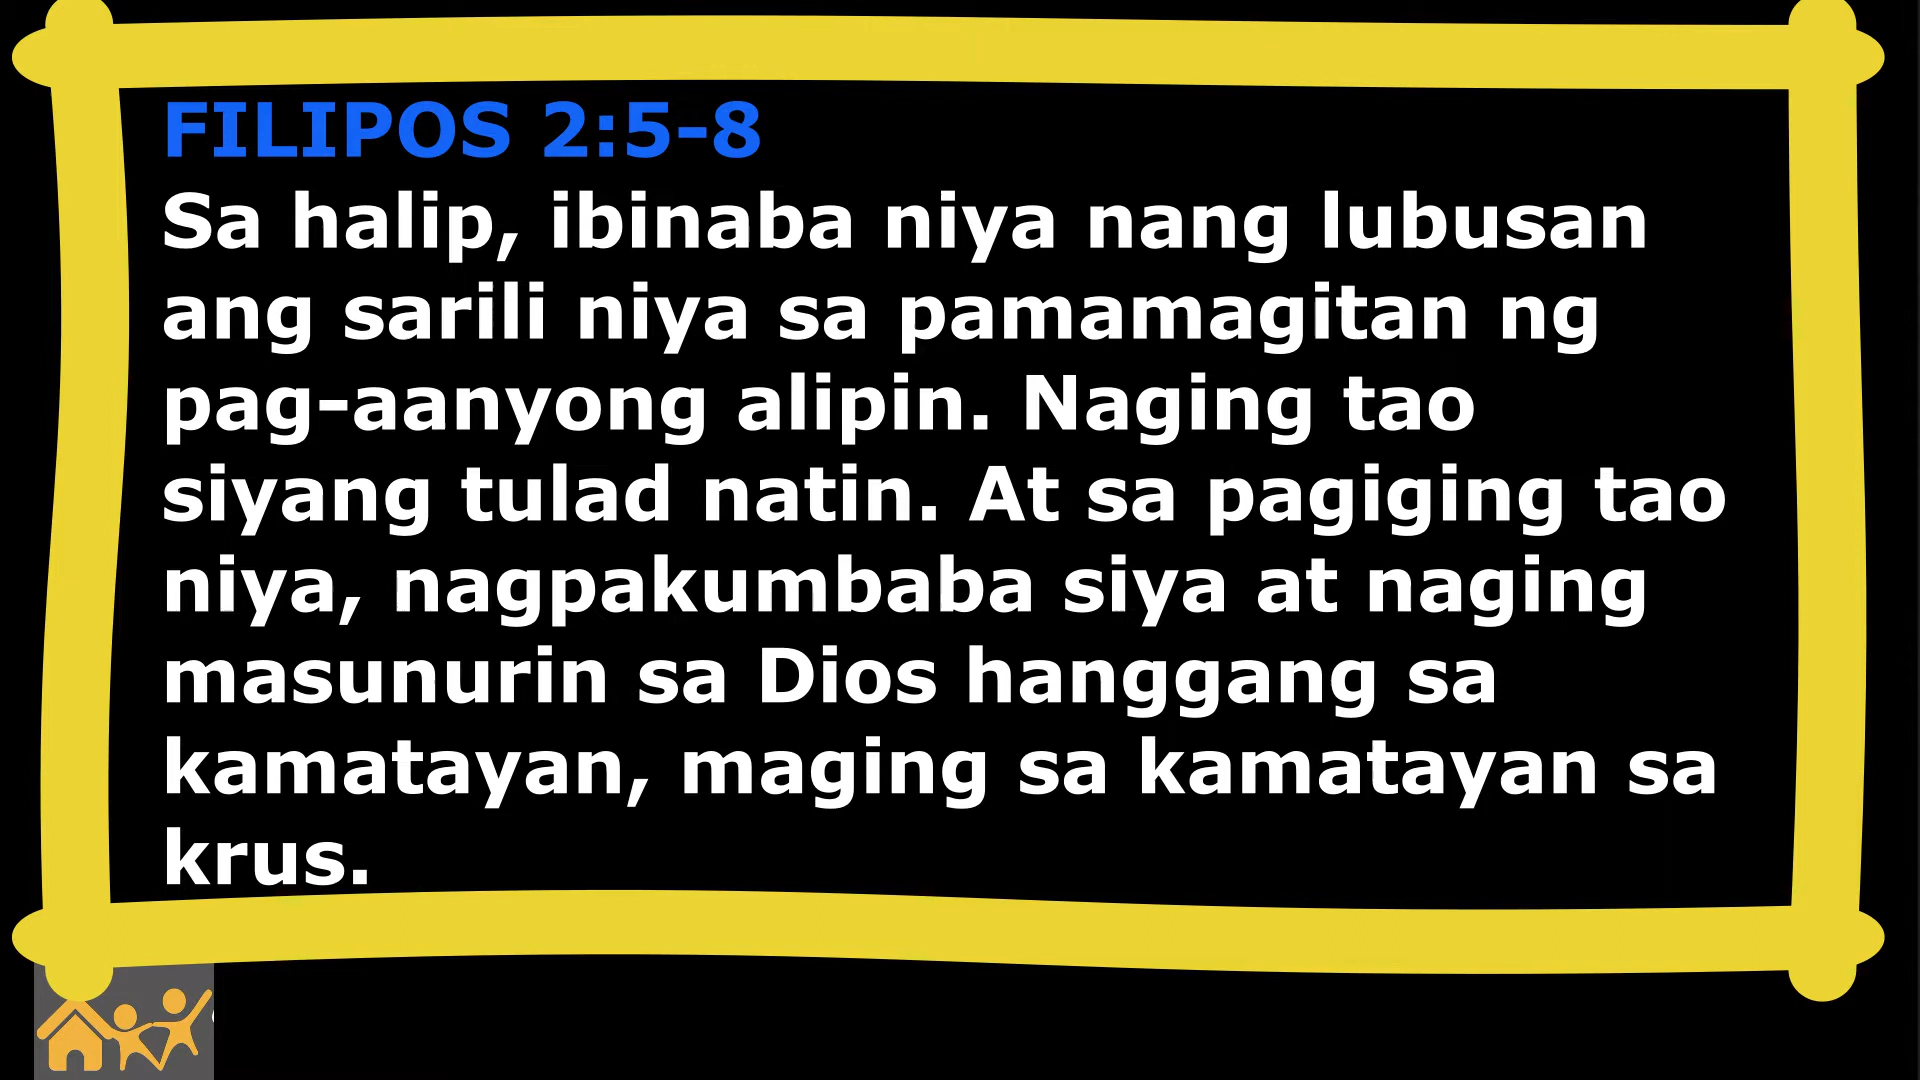 FILIPOS 2:5-8
Sa halip, ibinaba niya nang lubusan
ang sarili niya sa pamamagitan ng
pag-aanyong alipin. Naging tao
siyang tulad natin. At sa pagiging tao
niya, nagpakumbaba siya at naging
masunurin sa Dios hanggang sa
kamatayan, maging sa kamatayan sa
krus.